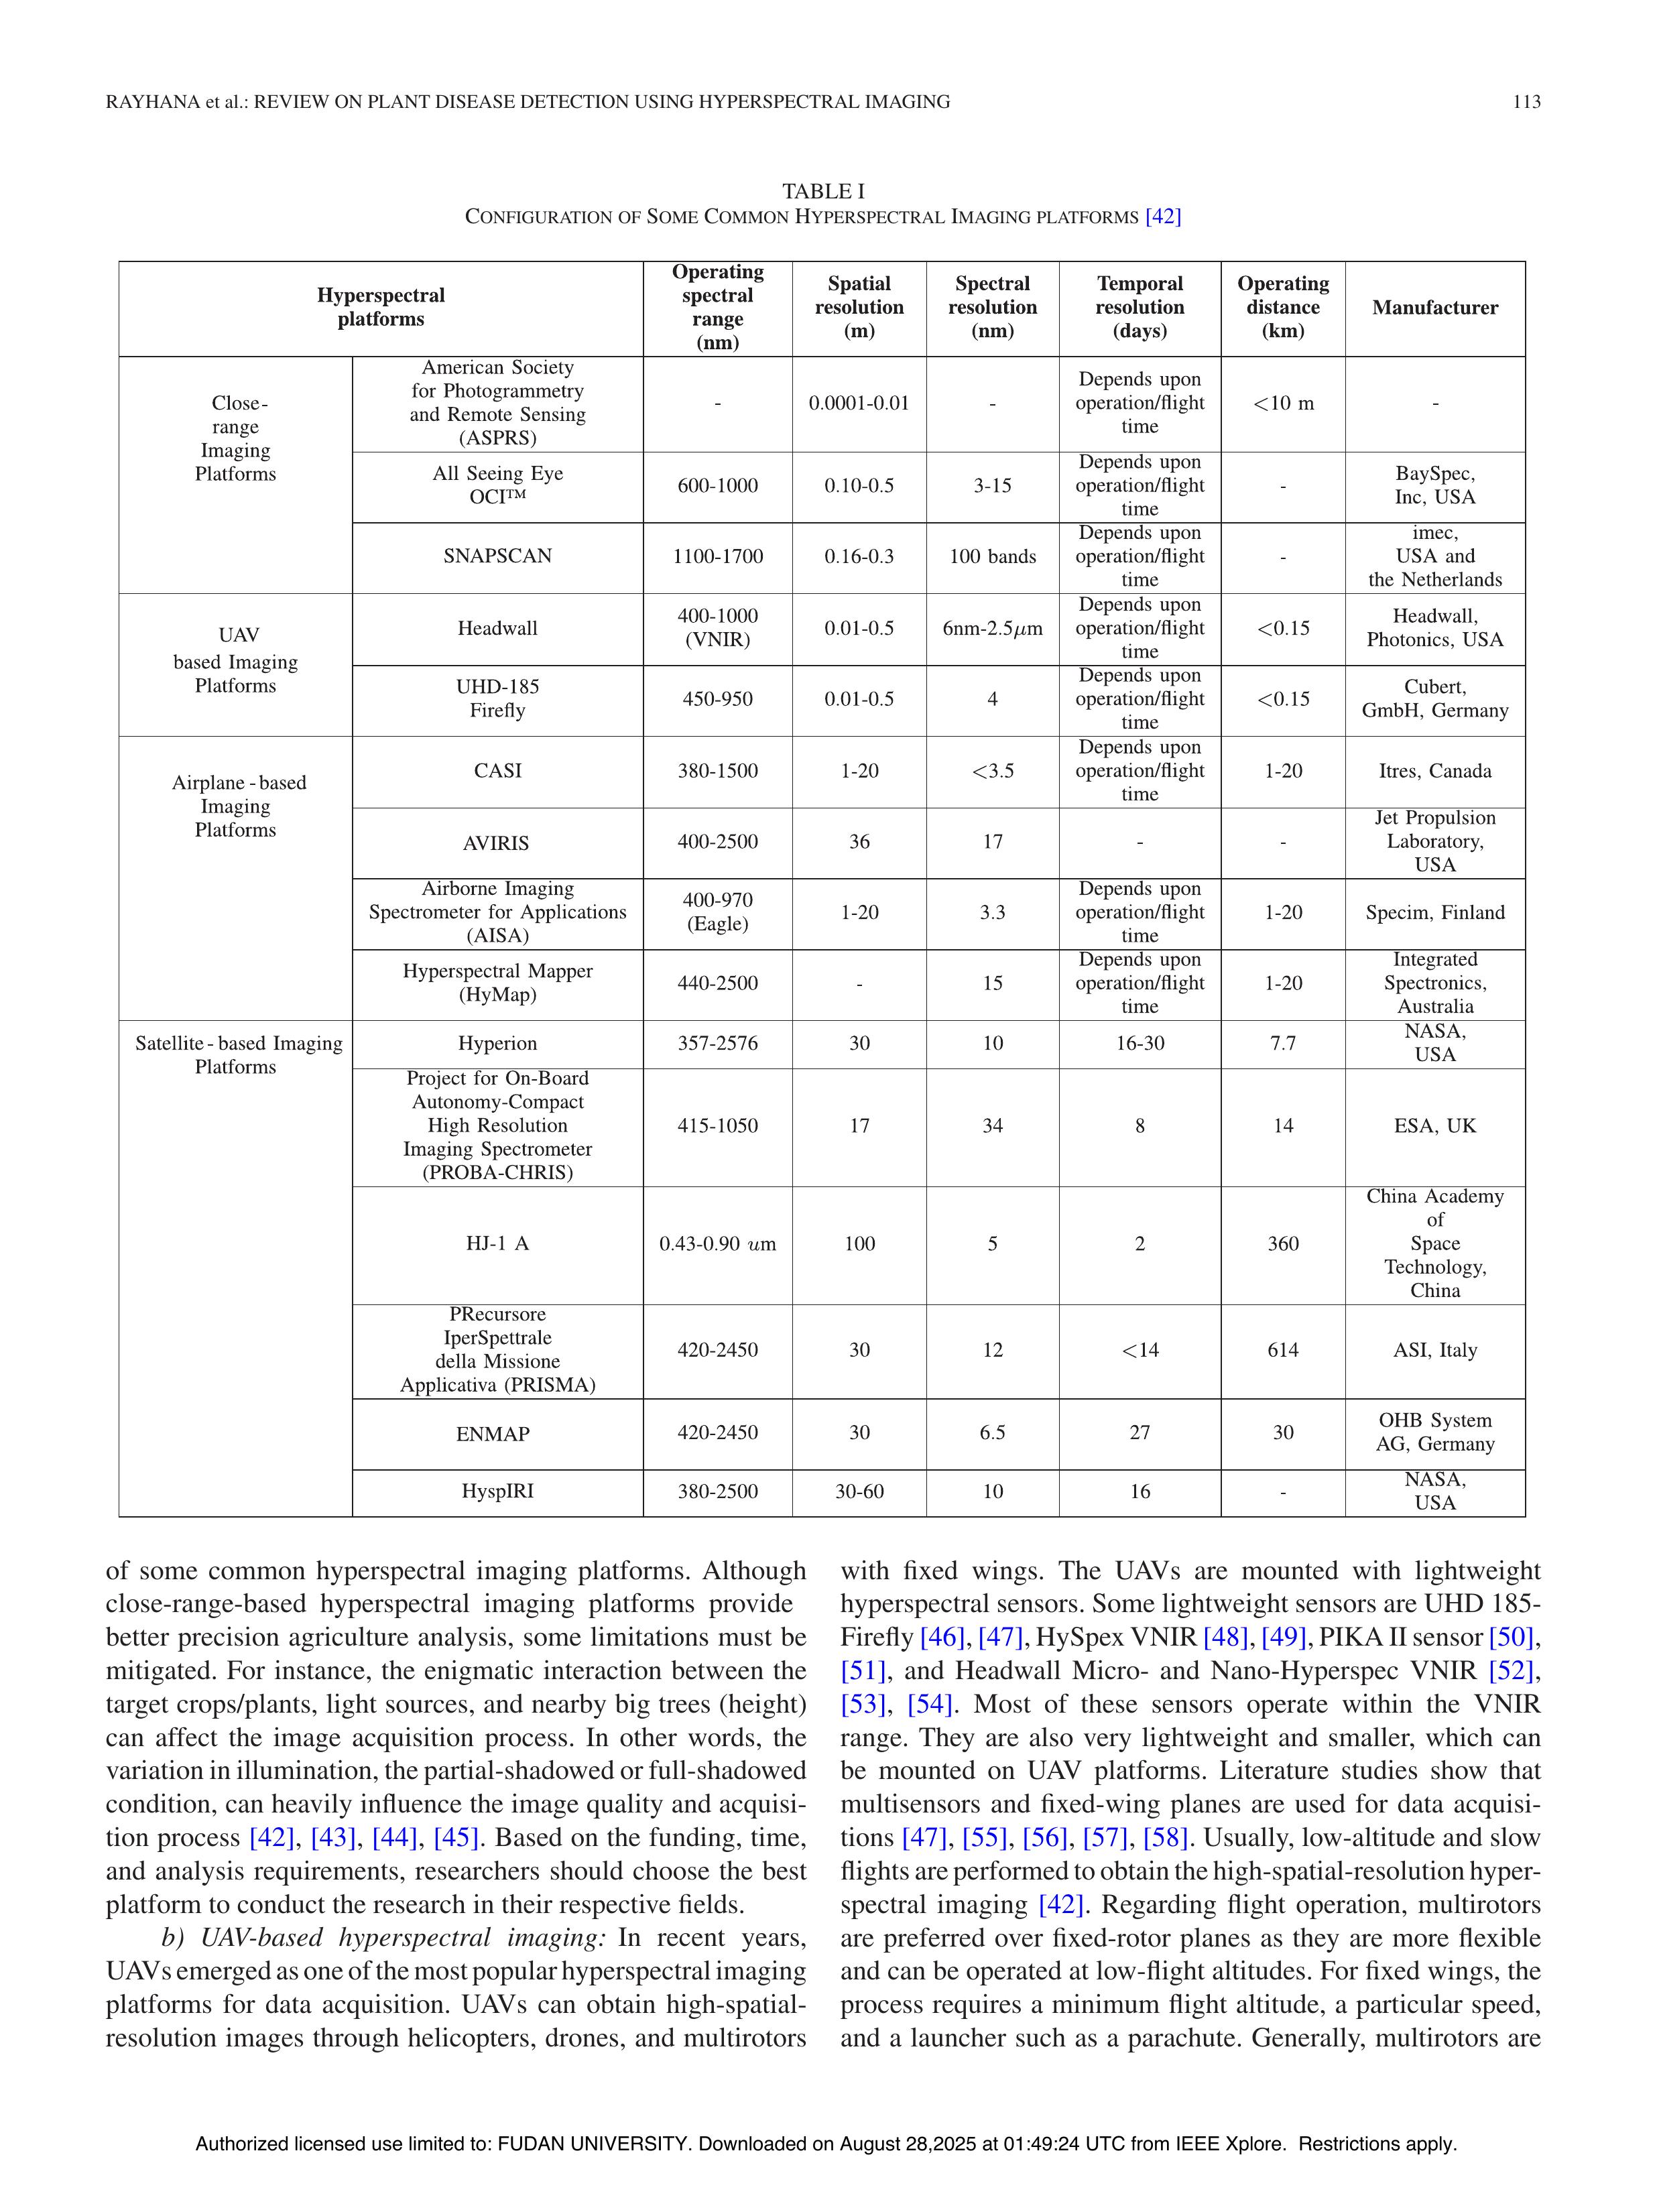 RAYHANA et al.: REVIEW ON PLANT DISEASE DETECTION USING HYPERSPECTRAL IMAGING 113
TABLE I
CONFIGURATION OF SOME COMMON HYPERSPECTRAL IMAGING PLATFORMS [42]
Hyperspectral
platforms
Operating
spectral
range
(nm)
Spatial
resolution
(m)
Spectral
resolution
(nm)
Temporal
resolution
(days)
Operating
distance
(km)
Manufacturer
Close-
range
Imaging
Platforms
American Society
for Photogrammetry
and Remote Sensing
(ASPRS)
-
0.0001-0.01
-
Depends upon
operation/flight
time
<10 m
-
All Seeing Eye
OCI™
600-1000
0.10-0.5
3-15
Depends upon
operation/flight
time
-
BaySpec,
Inc, USA
SNAPSCAN
1100-1700
0.16-0.3
100 bands
Depends upon
operation/flight
time
-
imec,
USA and
the Netherlands
UAV
based Imaging
Platforms
Headwall
400-1000
(VNIR)
0.01-0.5
6nm-2.5μm
Depends upon
operation/flight
time
<0.15
Headwall,
Photonics, USA
UHD-185
Firefly
450-950
0.01-0.5
4
Depends upon
operation/flight
time
<0.15
Cubert,
GmbH, Germany
Airplane - based
Imaging
Platforms
CASI
380-1500
1-20
<3.5
Depends upon
operation/flight
time
1-20
Itres, Canada
AVIRIS
400-2500
36
17
-
-
Jet Propulsion
Laboratory,
USA
Airborne Imaging
Spectrometer for Applications
(AISA)
400-970
(Eagle)
1-20
3.3
Depends upon
operation/flight
time
1-20
Specim, Finland
Hyperspectral Mapper
(HyMap)
440-2500
-
15
Depends upon
operation/flight
time
1-20
Integrated
Spectronics,
Australia
Satellite - based Imaging
Platforms
Hyperion
357-2576
30
10
16-30
7.7
NASA,
USA
Project for On-Board
Autonomy-Compact
High Resolution
Imaging Spectrometer
(PROBA-CHRIS)
415-1050
17
34
8
14
ESA, UK
HJ-1 A
0.43-0.90 um
100
5
2
360
China Academy
of
Space
Technology,
China
PRecursore
IperSpettrale
della Missione
Applicativa (PRISMA)
420-2450
30
12
<14
614
ASI, Italy
ENMAP
420-2450
30
6.5
27
30
OHB System
AG, Germany
HyspIRI
380-2500
30-60
10
16
-
NASA,
USA
of some common hyperspectral imaging platforms. Although
close-range-based hyperspectral imaging platforms provide
better precision agriculture analysis, some limitations must be
mitigated. For instance, the enigmatic interaction between the
target crops/plants, light sources, and nearby big trees (height)
can affect the image acquisition process. In other words, the
variation in illumination, the partial-shadowed or full-shadowed
condition, can heavily influence the image quality and acquisi-
tion process [42], [43], [44], [45]. Based on the funding, time,
and analysis requirements, researchers should choose the best
platform to conduct the research in their respective fields.
b) UAV-based hyperspectral imaging: In recent years,
UAVs emerged as one of the most popular hyperspectral imaging
platforms for data acquisition. UAVs can obtain high-spatial-
resolution images through helicopters, drones, and multirotors
with fixed wings. The UAVs are mounted with lightweight
hyperspectral sensors. Some lightweight sensors are UHD 185-
Firefly [46], [47], HySpex VNIR [48], [49], PIKA II sensor [50],
[51], and Headwall Micro- and Nano-Hyperspec VNIR [52],
[53], [54]. Most of these sensors operate within the VNIR
range. They are also very lightweight and smaller, which can
be mounted on UAV platforms. Literature studies show that
multisensors and fixed-wing planes are used for data acquisi-
tions [47], [55], [56], [57], [58]. Usually, low-altitude and slow
flights are performed to obtain the high-spatial-resolution hyper-
spectral imaging [42]. Regarding flight operation, multirotors
are preferred over fixed-rotor planes as they are more flexible
and can be operated at low-flight altitudes. For fixed wings, the
process requires a minimum flight altitude, a particular speed,
and a launcher such as a parachute. Generally, multirotors are
Authorized licensed use limited to: FUDAN UNIVERSITY. Downloaded on August 28,2025 at 01:49:24 UTC from IEEE Xplore. Restrictions apply.